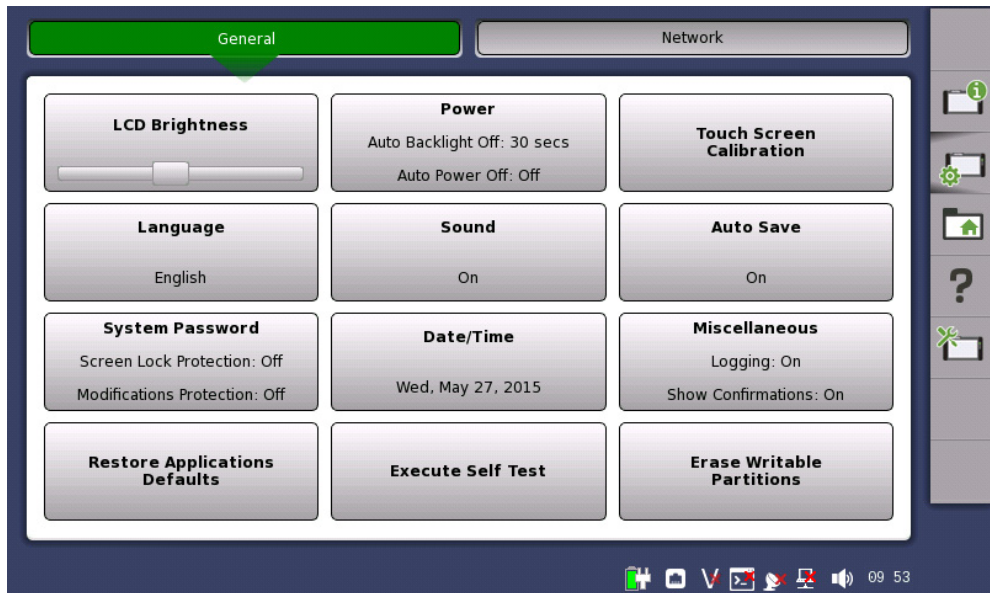 General
Network
LCD Brightness
Power
Auto Backlight Off: 30 secs
Auto Power Off: Off
Touch Screen
Calibration
Language
English
Sound
On
Auto Save
On
System Password
Screen Lock Protection: Off
Modifications Protection: Off
Date/Time
Wed, May 27, 2015
Miscellaneous
Logging: On
Show Confirmations: On
Restore Applications
Defaults
Execute Self Test
Erase Writable
Partitions
i
?
V
09 53